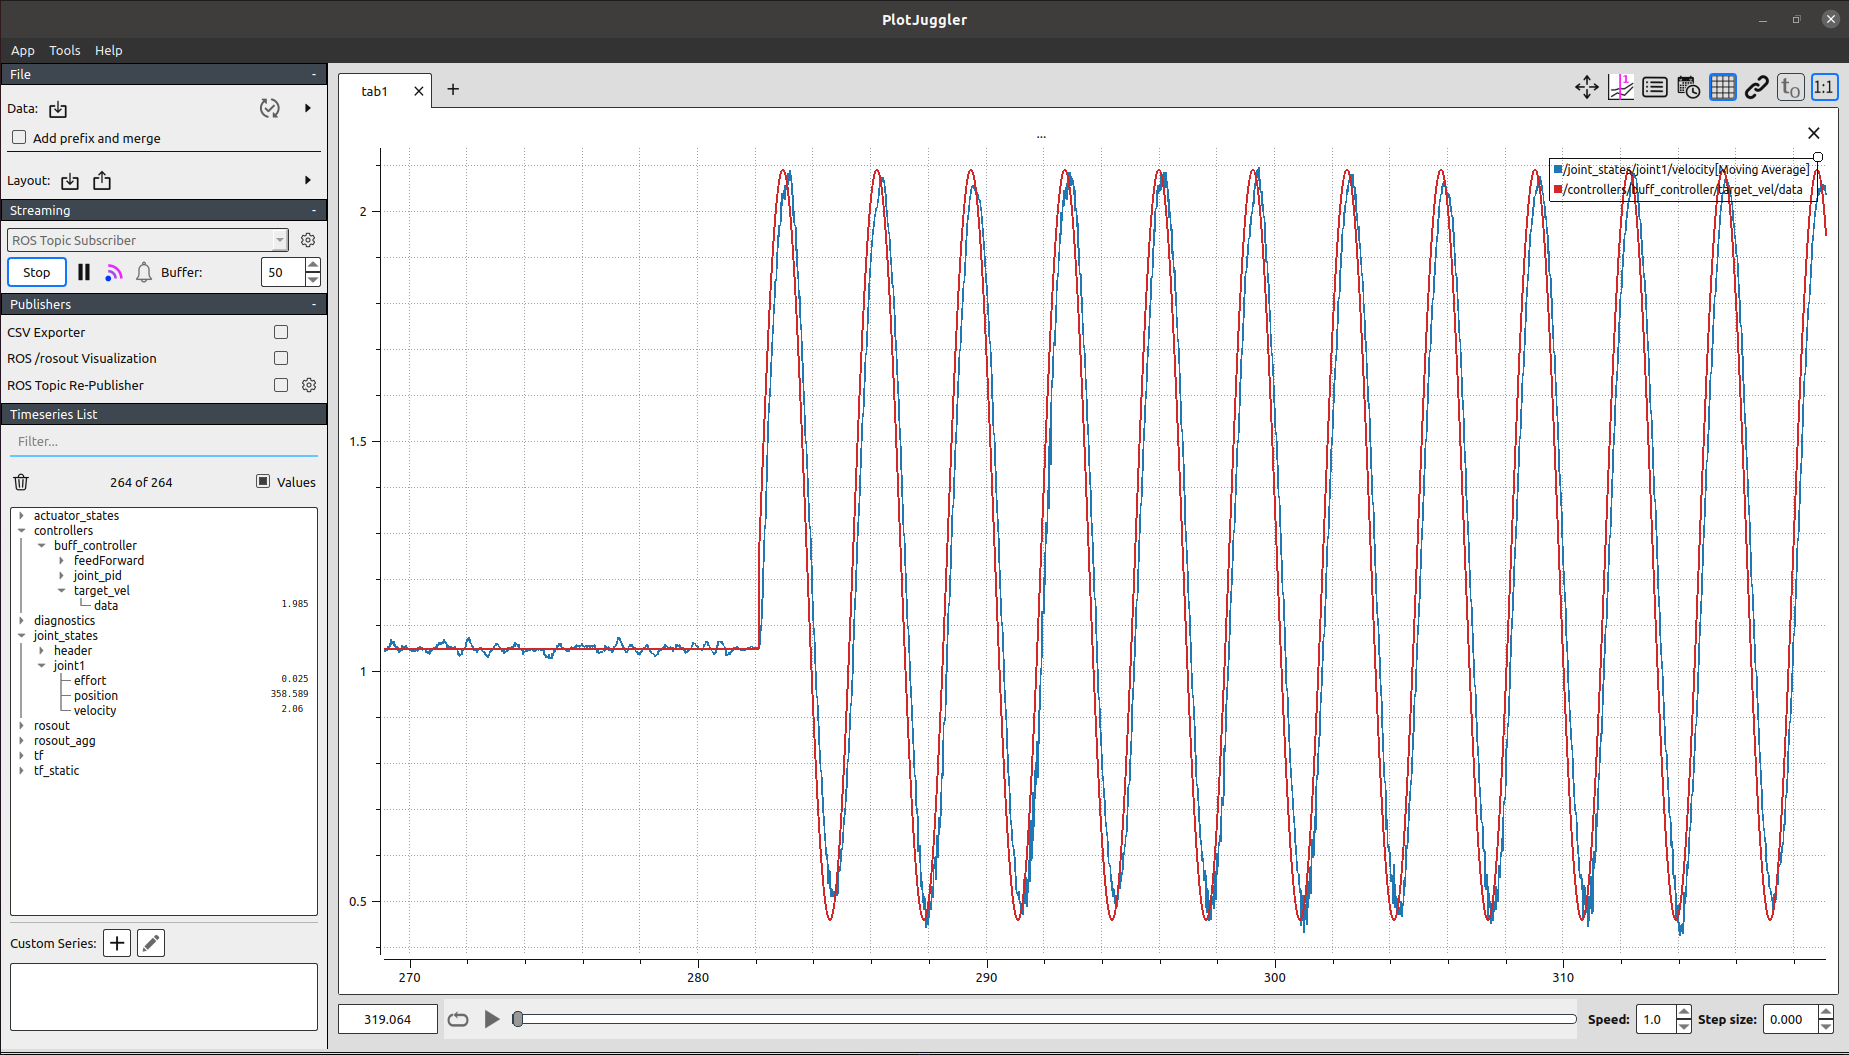 PlotJuggler
App Tools Help
File -
Data:
Add prefix and merge
Layout:
Streaming -
ROS Topic Subscriber
Stop Buffer: 50
Publishers -
CSV Exporter
ROS /rosout Visualization
ROS Topic Re-Publisher
Timeseries List
Filter...
264 of 264 Values
actuator_states
controllers
buff_controller
feedForward
joint_pid
target_vel
data 1.985
diagnostics
joint_states
header
joint1
effort 0.025
position 358.589
velocity 2.06
rosout
rosout_agg
tf
tf_static
Custom Series:
tab1
1
t0 1:1
...
/joint_states/joint1/velocity[Moving Average]
/controllers/buff_controller/target_vel/data
2
1.5
1
0.5
270 280 290 300 310
319.064 Speed: 1.0 Step size: 0.000